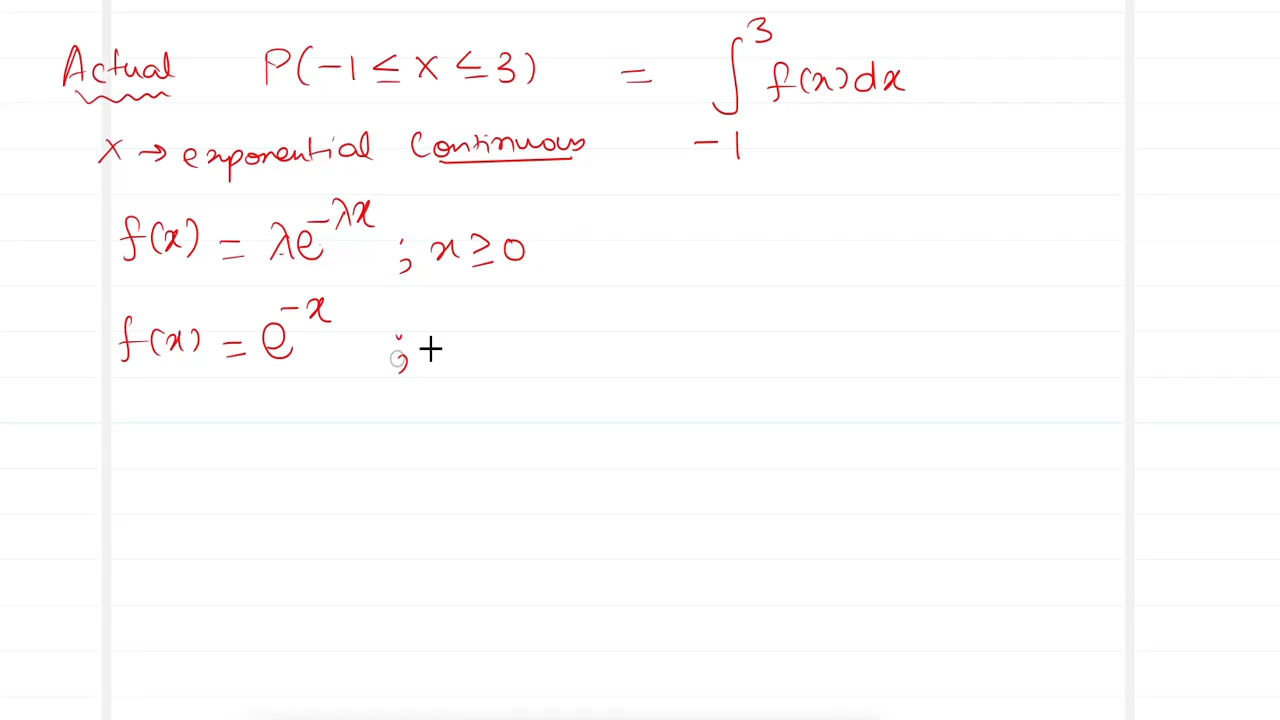 Actual P(-1 ≤ X ≤ 3) = ∫_{-1}^{3} f(x)dx
X → exponential Continuous
f(x) = λe^{-λx} ; x ≥ 0
f(x) = e^{-x} ;